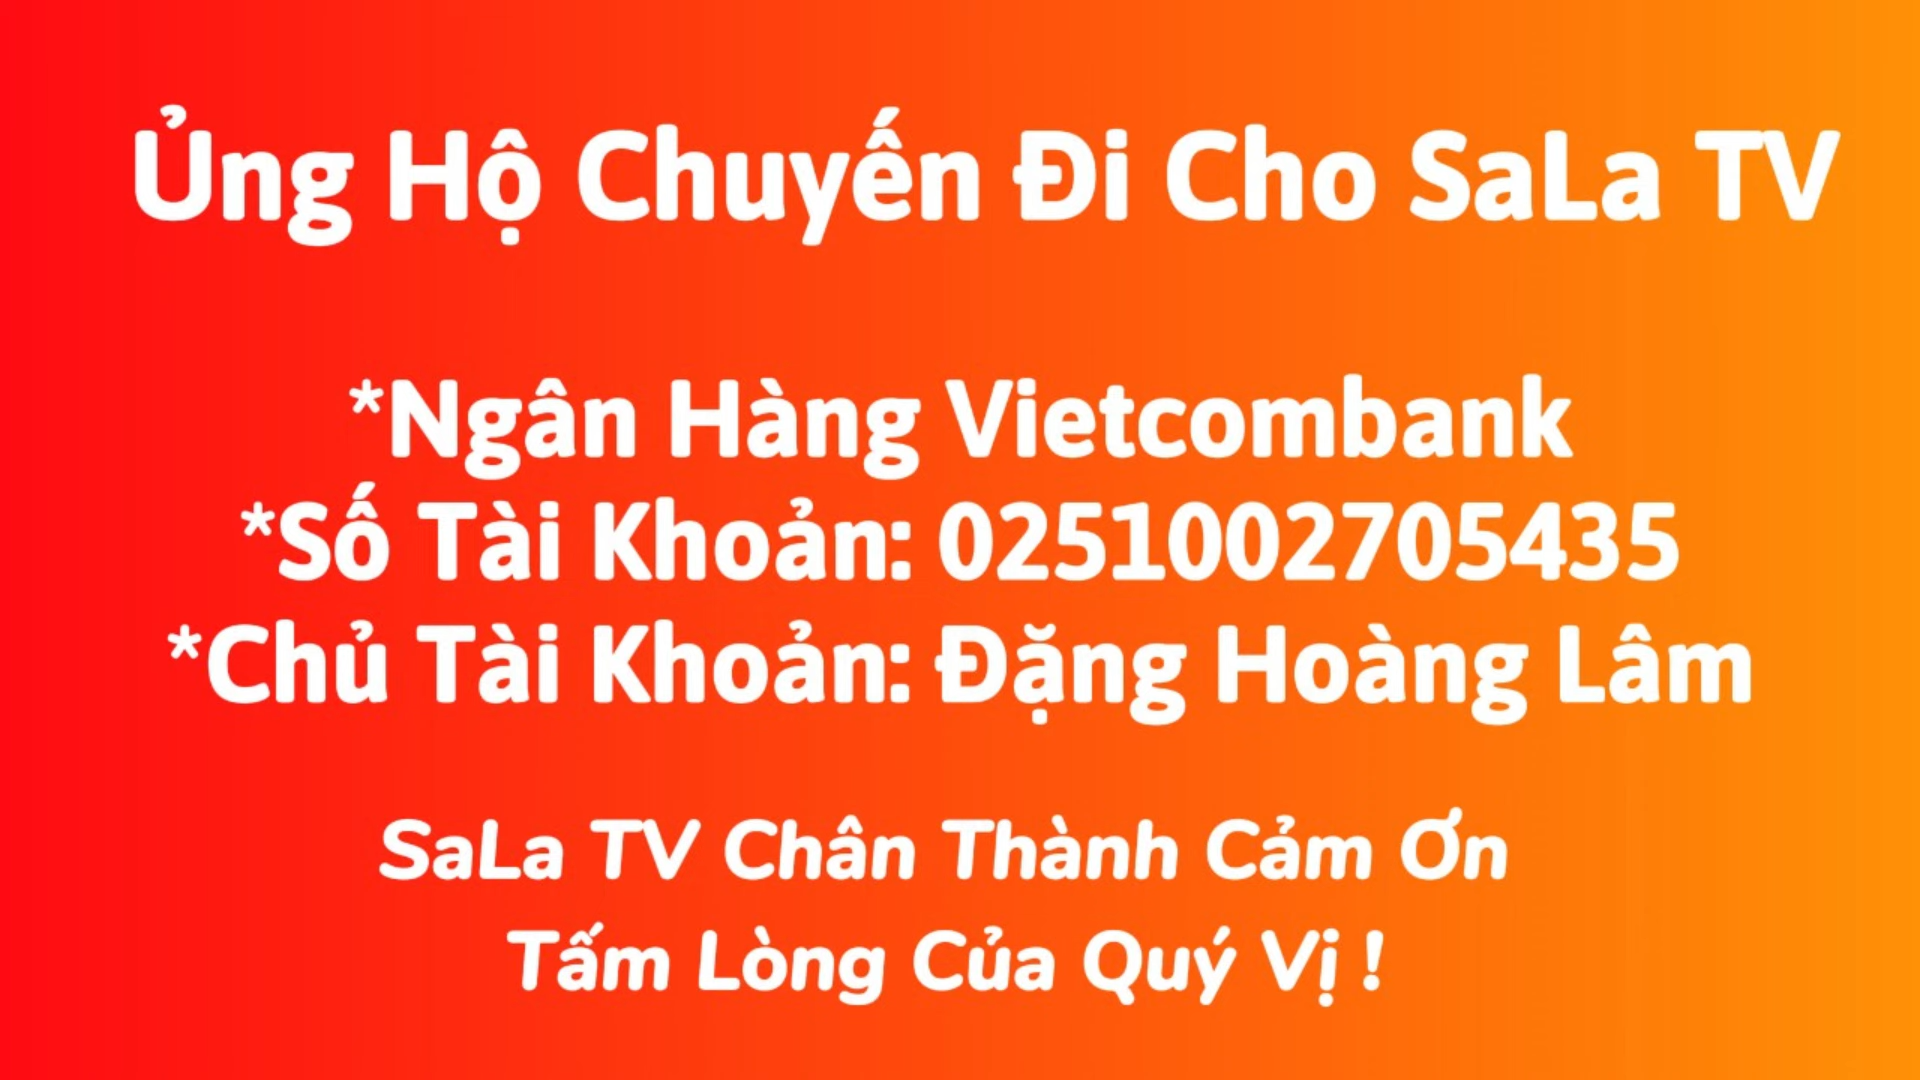 Ủng Hộ Chuyến Đi Cho SaLa TV
*Ngân Hàng Vietcombank
*Số Tài Khoản: 0251002705435
*Chủ Tài Khoản: Đặng Hoàng Lâm
SaLa TV Chân Thành Cảm Ơn
Tấm Lòng Của Quý Vị !